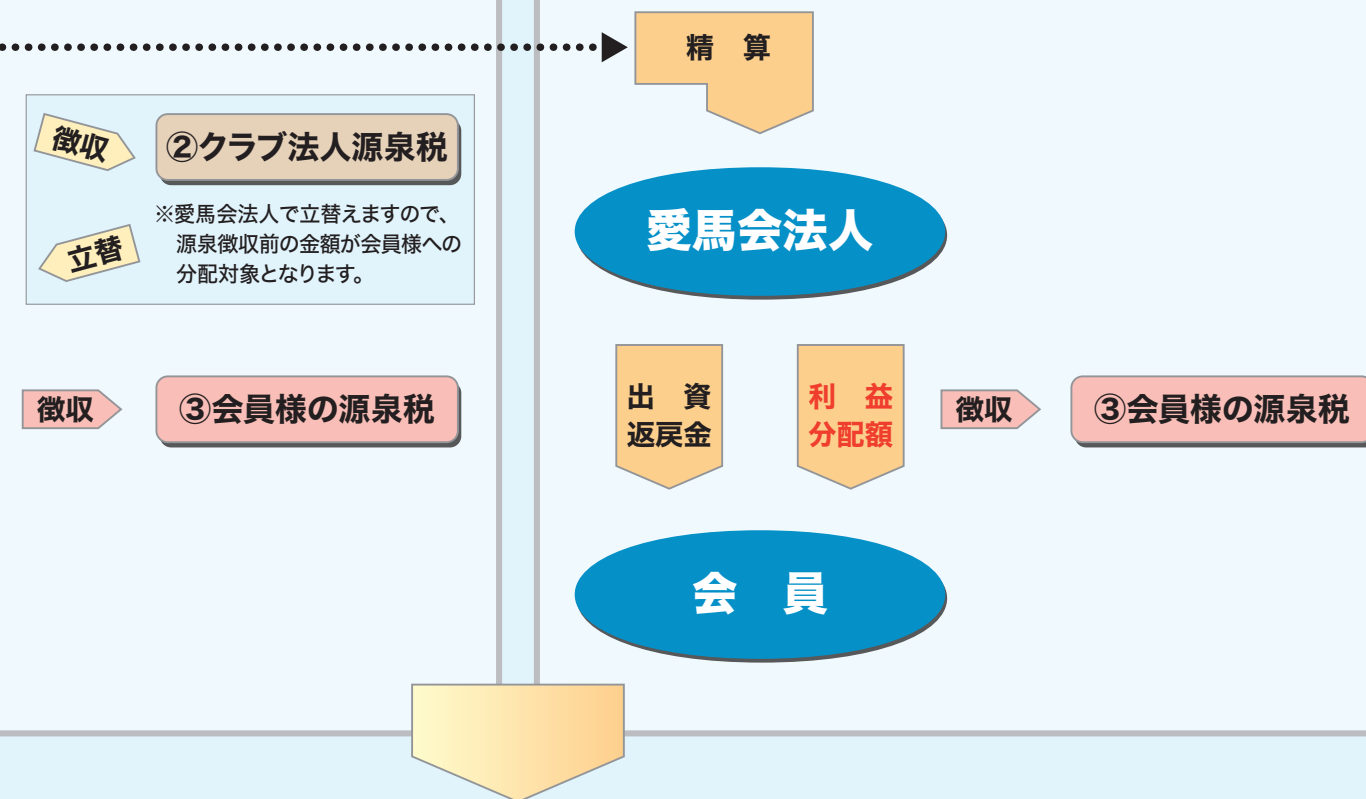 精　算
徴収
②クラブ法人源泉税
※愛馬会法人で立替えますので、
源泉徴収前の金額が会員様への
分配対象となります。
立替
愛馬会法人
徴収
③会員様の源泉税
出　資
返戻金
利　益
分配額
徴収
③会員様の源泉税
会　員